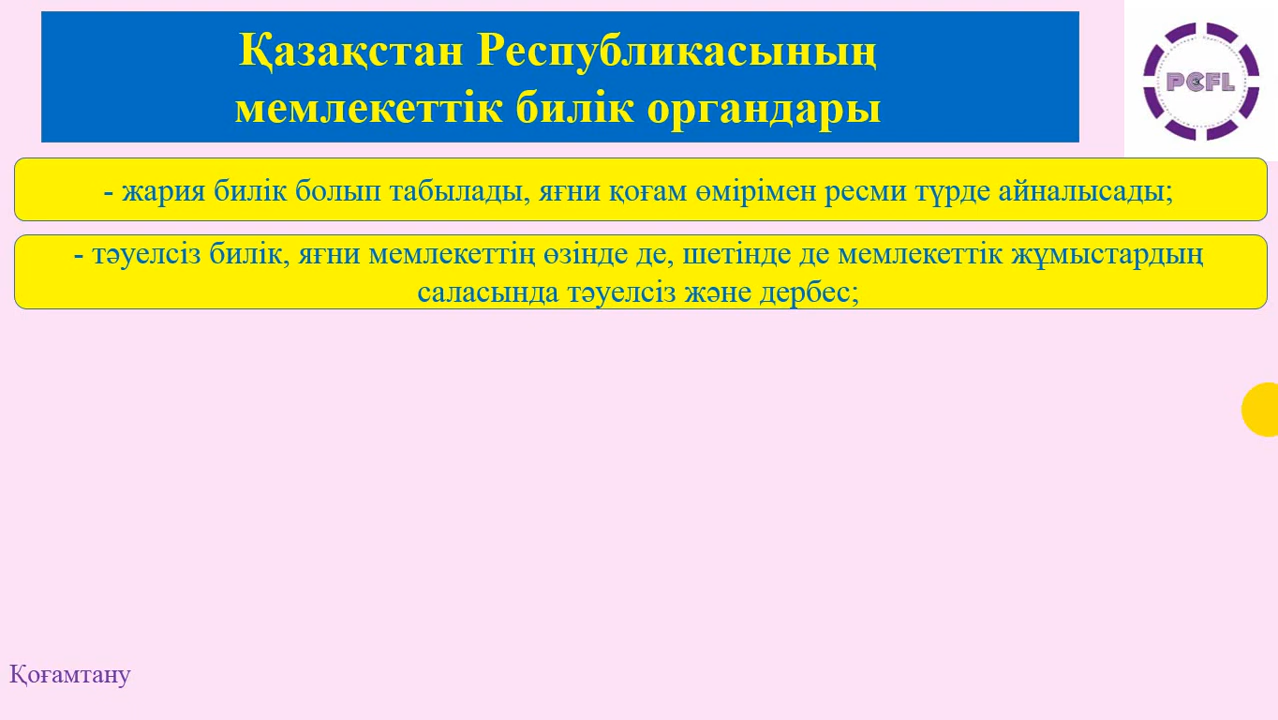 Қазақстан Республикасының
мемлекеттік билік органдары
PCFL
- жария билік болып табылады, яғни қоғам өмірімен ресми түрде айналысады;
- тәуелсіз билік, яғни мемлекеттің өзінде де, шетінде де мемлекеттік жұмыстардың
саласында тәуелсіз және дербес;
Қоғамтану